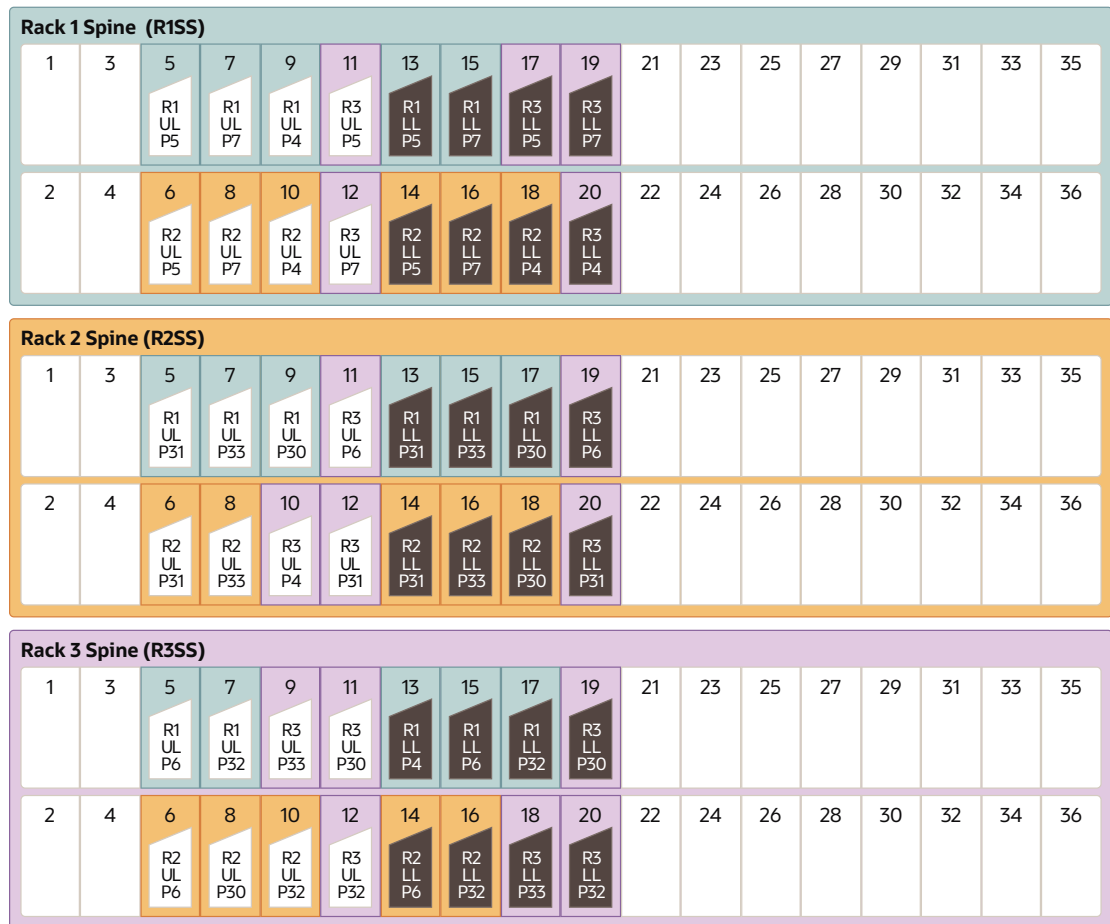 Rack 1 Spine (R1SS)
1 3 5 7 9 11 13 15 17 19 21 23 25 27 29 31 33 35
R1 R1 R1 R3 R1 R1 R3 R3
UL UL UL UL LL LL LL LL
P5 P7 P4 P5 P5 P7 P5 P7
2 4 6 8 10 12 14 16 18 20 22 24 26 28 30 32 34 36
R2 R2 R2 R3 R2 R2 R2 R3
UL UL UL UL LL LL LL LL
P5 P7 P4 P7 P5 P7 P4 P4
Rack 2 Spine (R2SS)
1 3 5 7 9 11 13 15 17 19 21 23 25 27 29 31 33 35
R1 R1 R1 R3 R1 R1 R1 R3
UL UL UL UL LL LL LL LL
P31 P33 P30 P6 P31 P33 P30 P6
2 4 6 8 10 12 14 16 18 20 22 24 26 28 30 32 34 36
R2 R2 R3 R3 R2 R2 R2 R3
UL UL UL UL LL LL LL LL
P31 P33 P4 P31 P31 P33 P30 P31
Rack 3 Spine (R3SS)
1 3 5 7 9 11 13 15 17 19 21 23 25 27 29 31 33 35
R1 R1 R3 R3 R1 R1 R1 R3
UL UL UL UL LL LL LL LL
P6 P32 P33 P30 P4 P6 P32 P30
2 4 6 8 10 12 14 16 18 20 22 24 26 28 30 32 34 36
R2 R2 R2 R3 R2 R2 R3 R3
UL UL UL UL LL LL LL LL
P6 P30 P32 P32 P6 P32 P33 P32